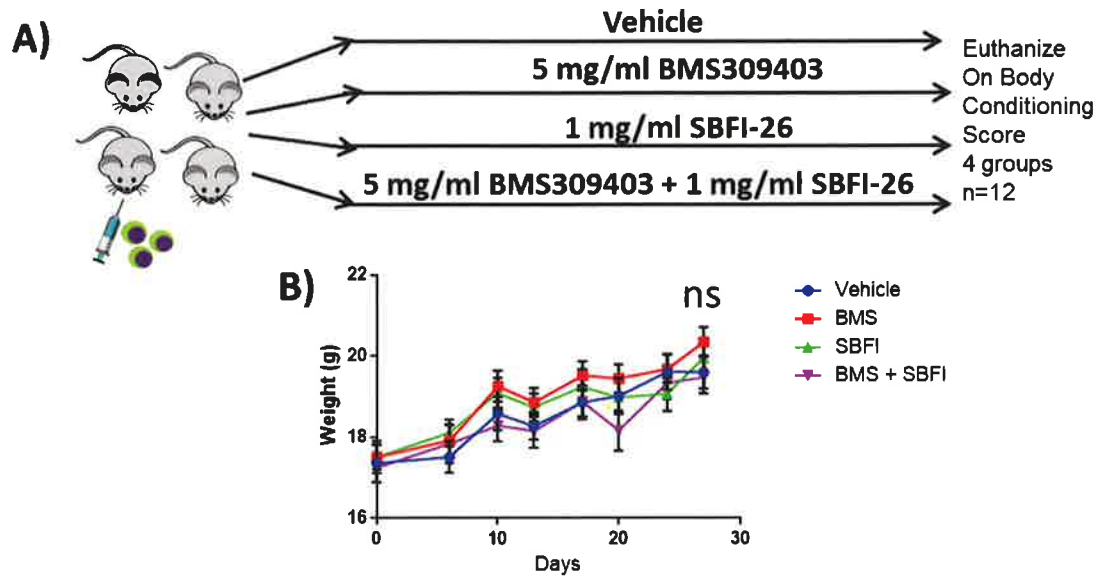 A)
Vehicle
5 mg/ml BMS309403
1 mg/ml SBFI-26
5 mg/ml BMS309403 + 1 mg/ml SBFI-26
Euthanize
On Body
Conditioning
Score
4 groups
n=12
B)
ns
Weight (g)
22
20
18
16
0
10
20
30
Days
Vehicle
BMS
SBFI
BMS + SBFI